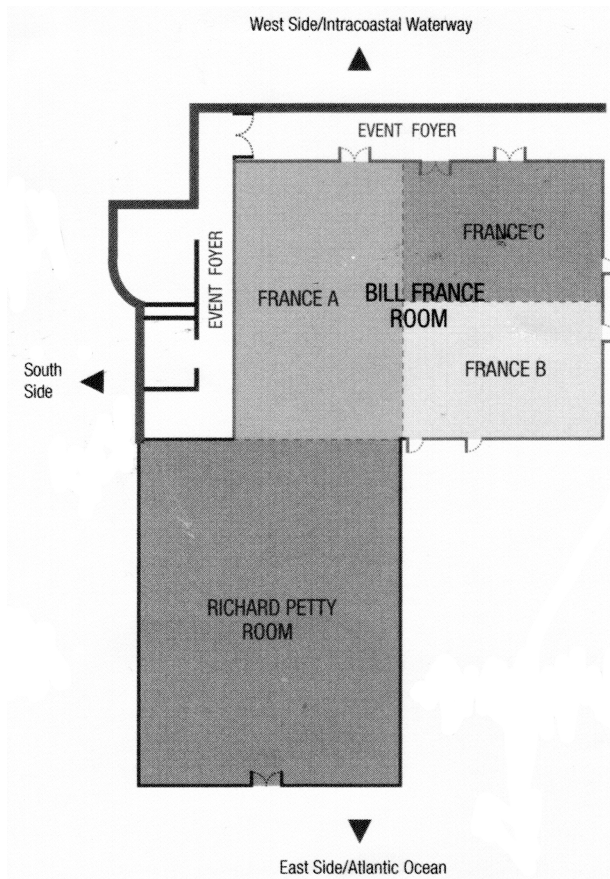 West Side/Intracoastal Waterway
EVENT FOYER
FRANCE C
EVENT FOYER
FRANCE A
BILL FRANCE
ROOM
FRANCE B
South
Side
RICHARD PETTY
ROOM
East Side/Atlantic Ocean